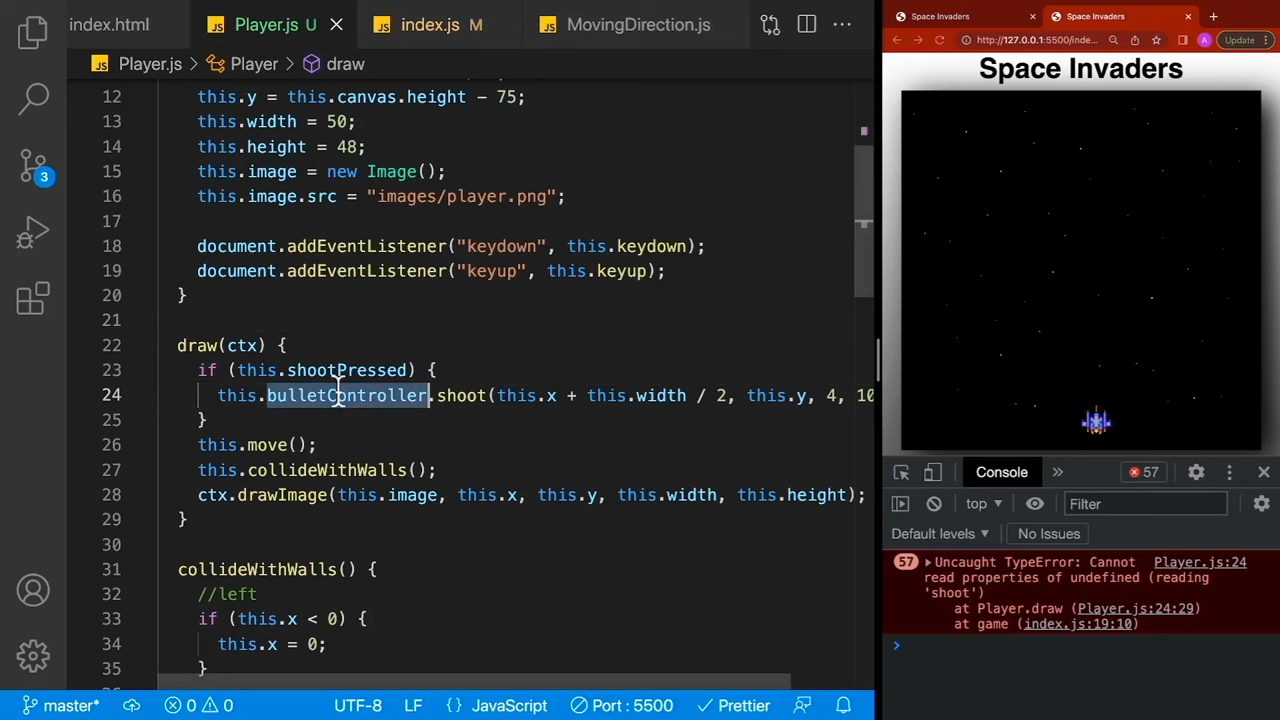 index.html
Player.js U
index.js M
MovingDirection.js
Player.js > Player > draw
12 this.y = this.canvas.height - 75;
13 this.width = 50;
14 this.height = 48;
15 this.image = new Image();
16 this.image.src = "images/player.png";
17
18 document.addEventListener("keydown", this.keydown);
19 document.addEventListener("keyup", this.keyup);
20 }
21
22 draw(ctx) {
23 if (this.shootPressed) {
24 this.bulletController.shoot(this.x + this.width / 2, this.y, 4, 10
25 }
26 this.move();
27 this.collideWithWalls();
28 ctx.drawImage(this.image, this.x, this.y, this.width, this.height);
29 }
30
31 collideWithWalls() {
32 //left
33 if (this.x < 0) {
34 this.x = 0;
35 }
3
master*
0 0
UTF-8
LF
{ } JavaScript
Port : 5500
Prettier
Space Invaders
Space Invaders
http://127.0.0.1:5500/inde...
A
Update
Space Invaders
Console
57
top
Filter
Default levels
No Issues
57 Uncaught TypeError: Cannot Player.js:24
read properties of undefined (reading
'shoot')
at Player.draw (Player.js:24:29)
at game (index.js:19:10)